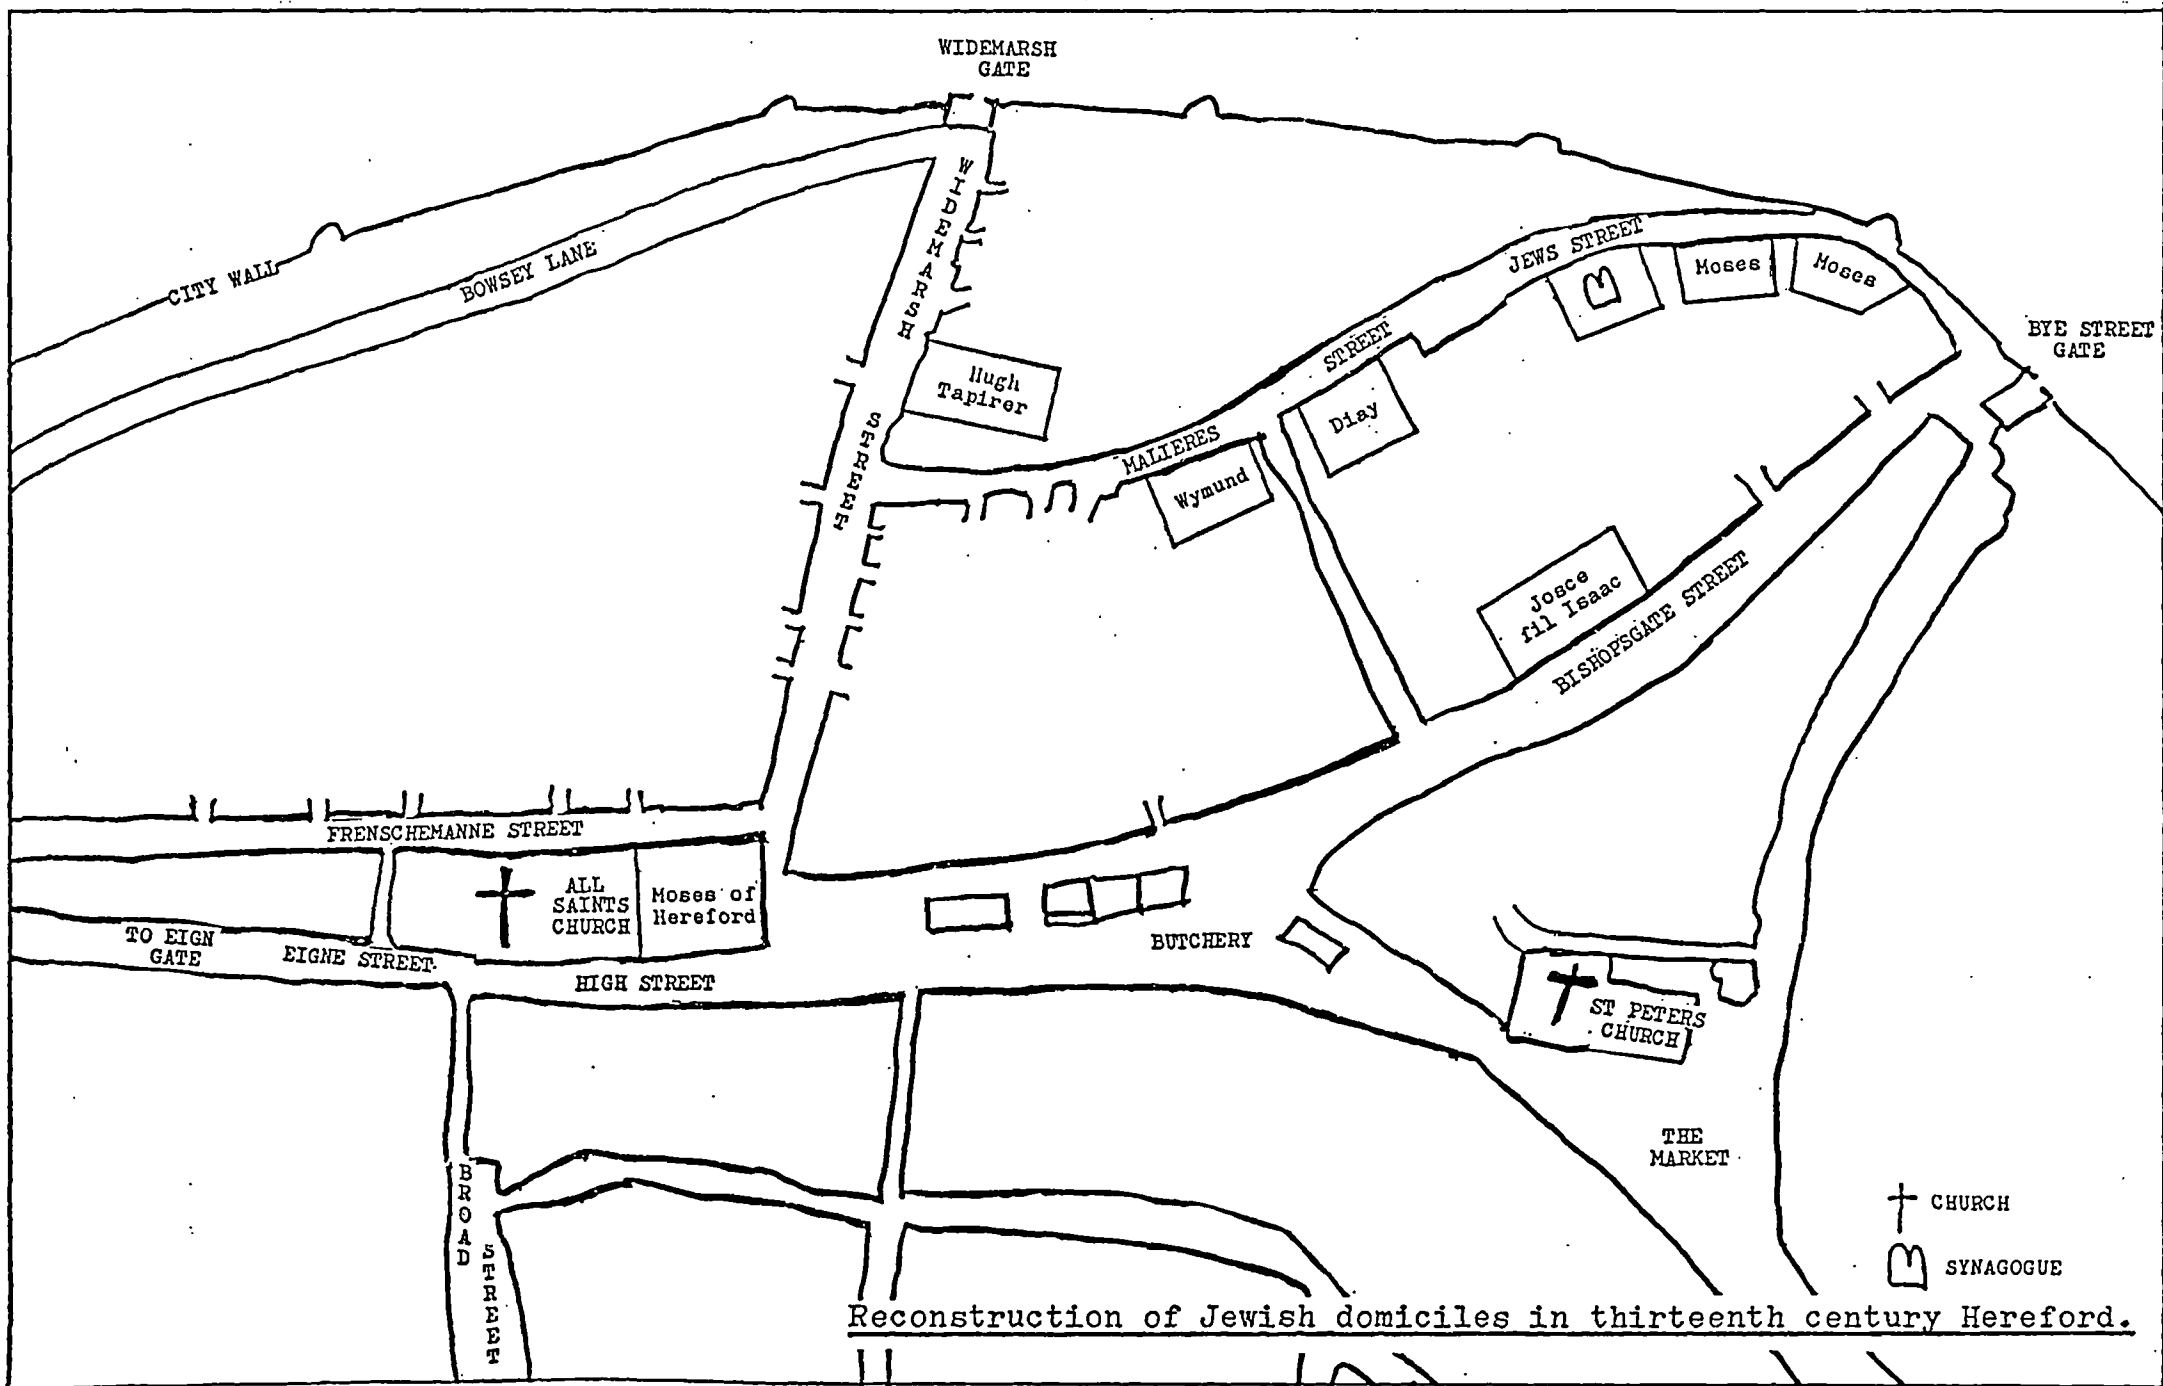 WIDEMARSH
GATE
CITY WALL
BOWSEY LANE
WIDEMARSH
STREET
JEWS STREET
Moses
Moses
BYE STREET
GATE
Hugh
Tapirer
MALIERES
STREET
Diay
Wymund
Josce
fil Isaac
BISHOPSGATE STREET
FRENSCHEMANNE STREET
ALL
SAINTS
CHURCH
Moses of
Hereford
TO EIGN
GATE
EIGNE STREET
HIGH STREET
BUTCHERY
ST PETERS
CHURCH
THE
MARKET
BROAD
STREET
CHURCH
SYNAGOGUE
Reconstruction of Jewish domiciles in thirteenth century Hereford.